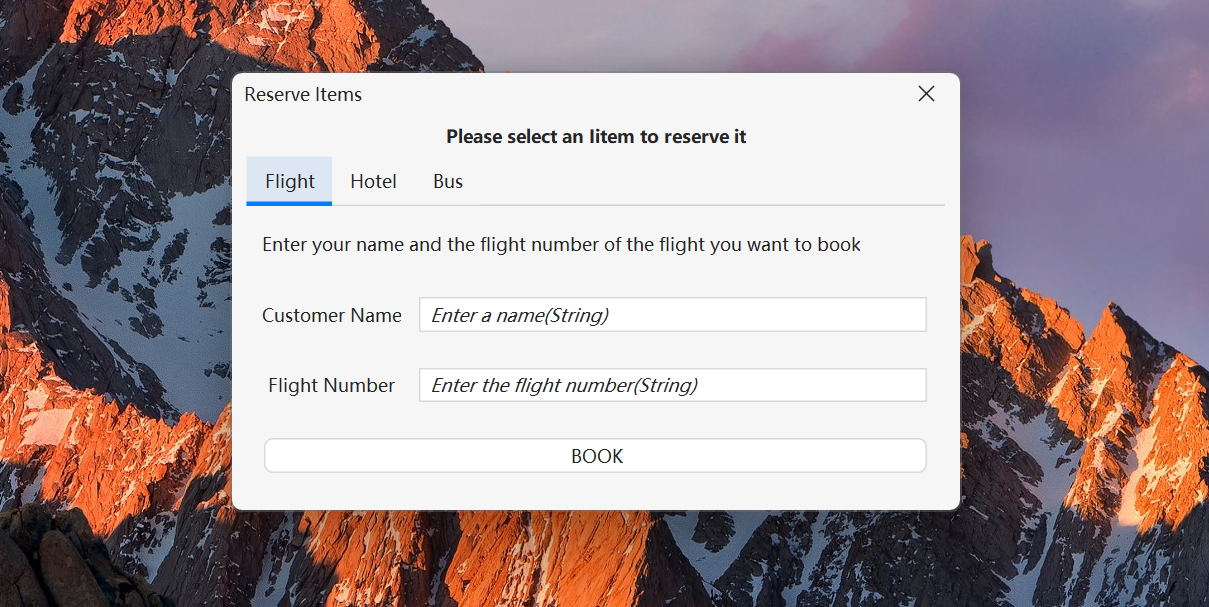 Reserve Items
Please select an Iitem to reserve it
Flight Hotel Bus
Enter your name and the flight number of the flight you want to book
Customer Name Enter a name(String)
Flight Number Enter the flight number(String)
BOOK